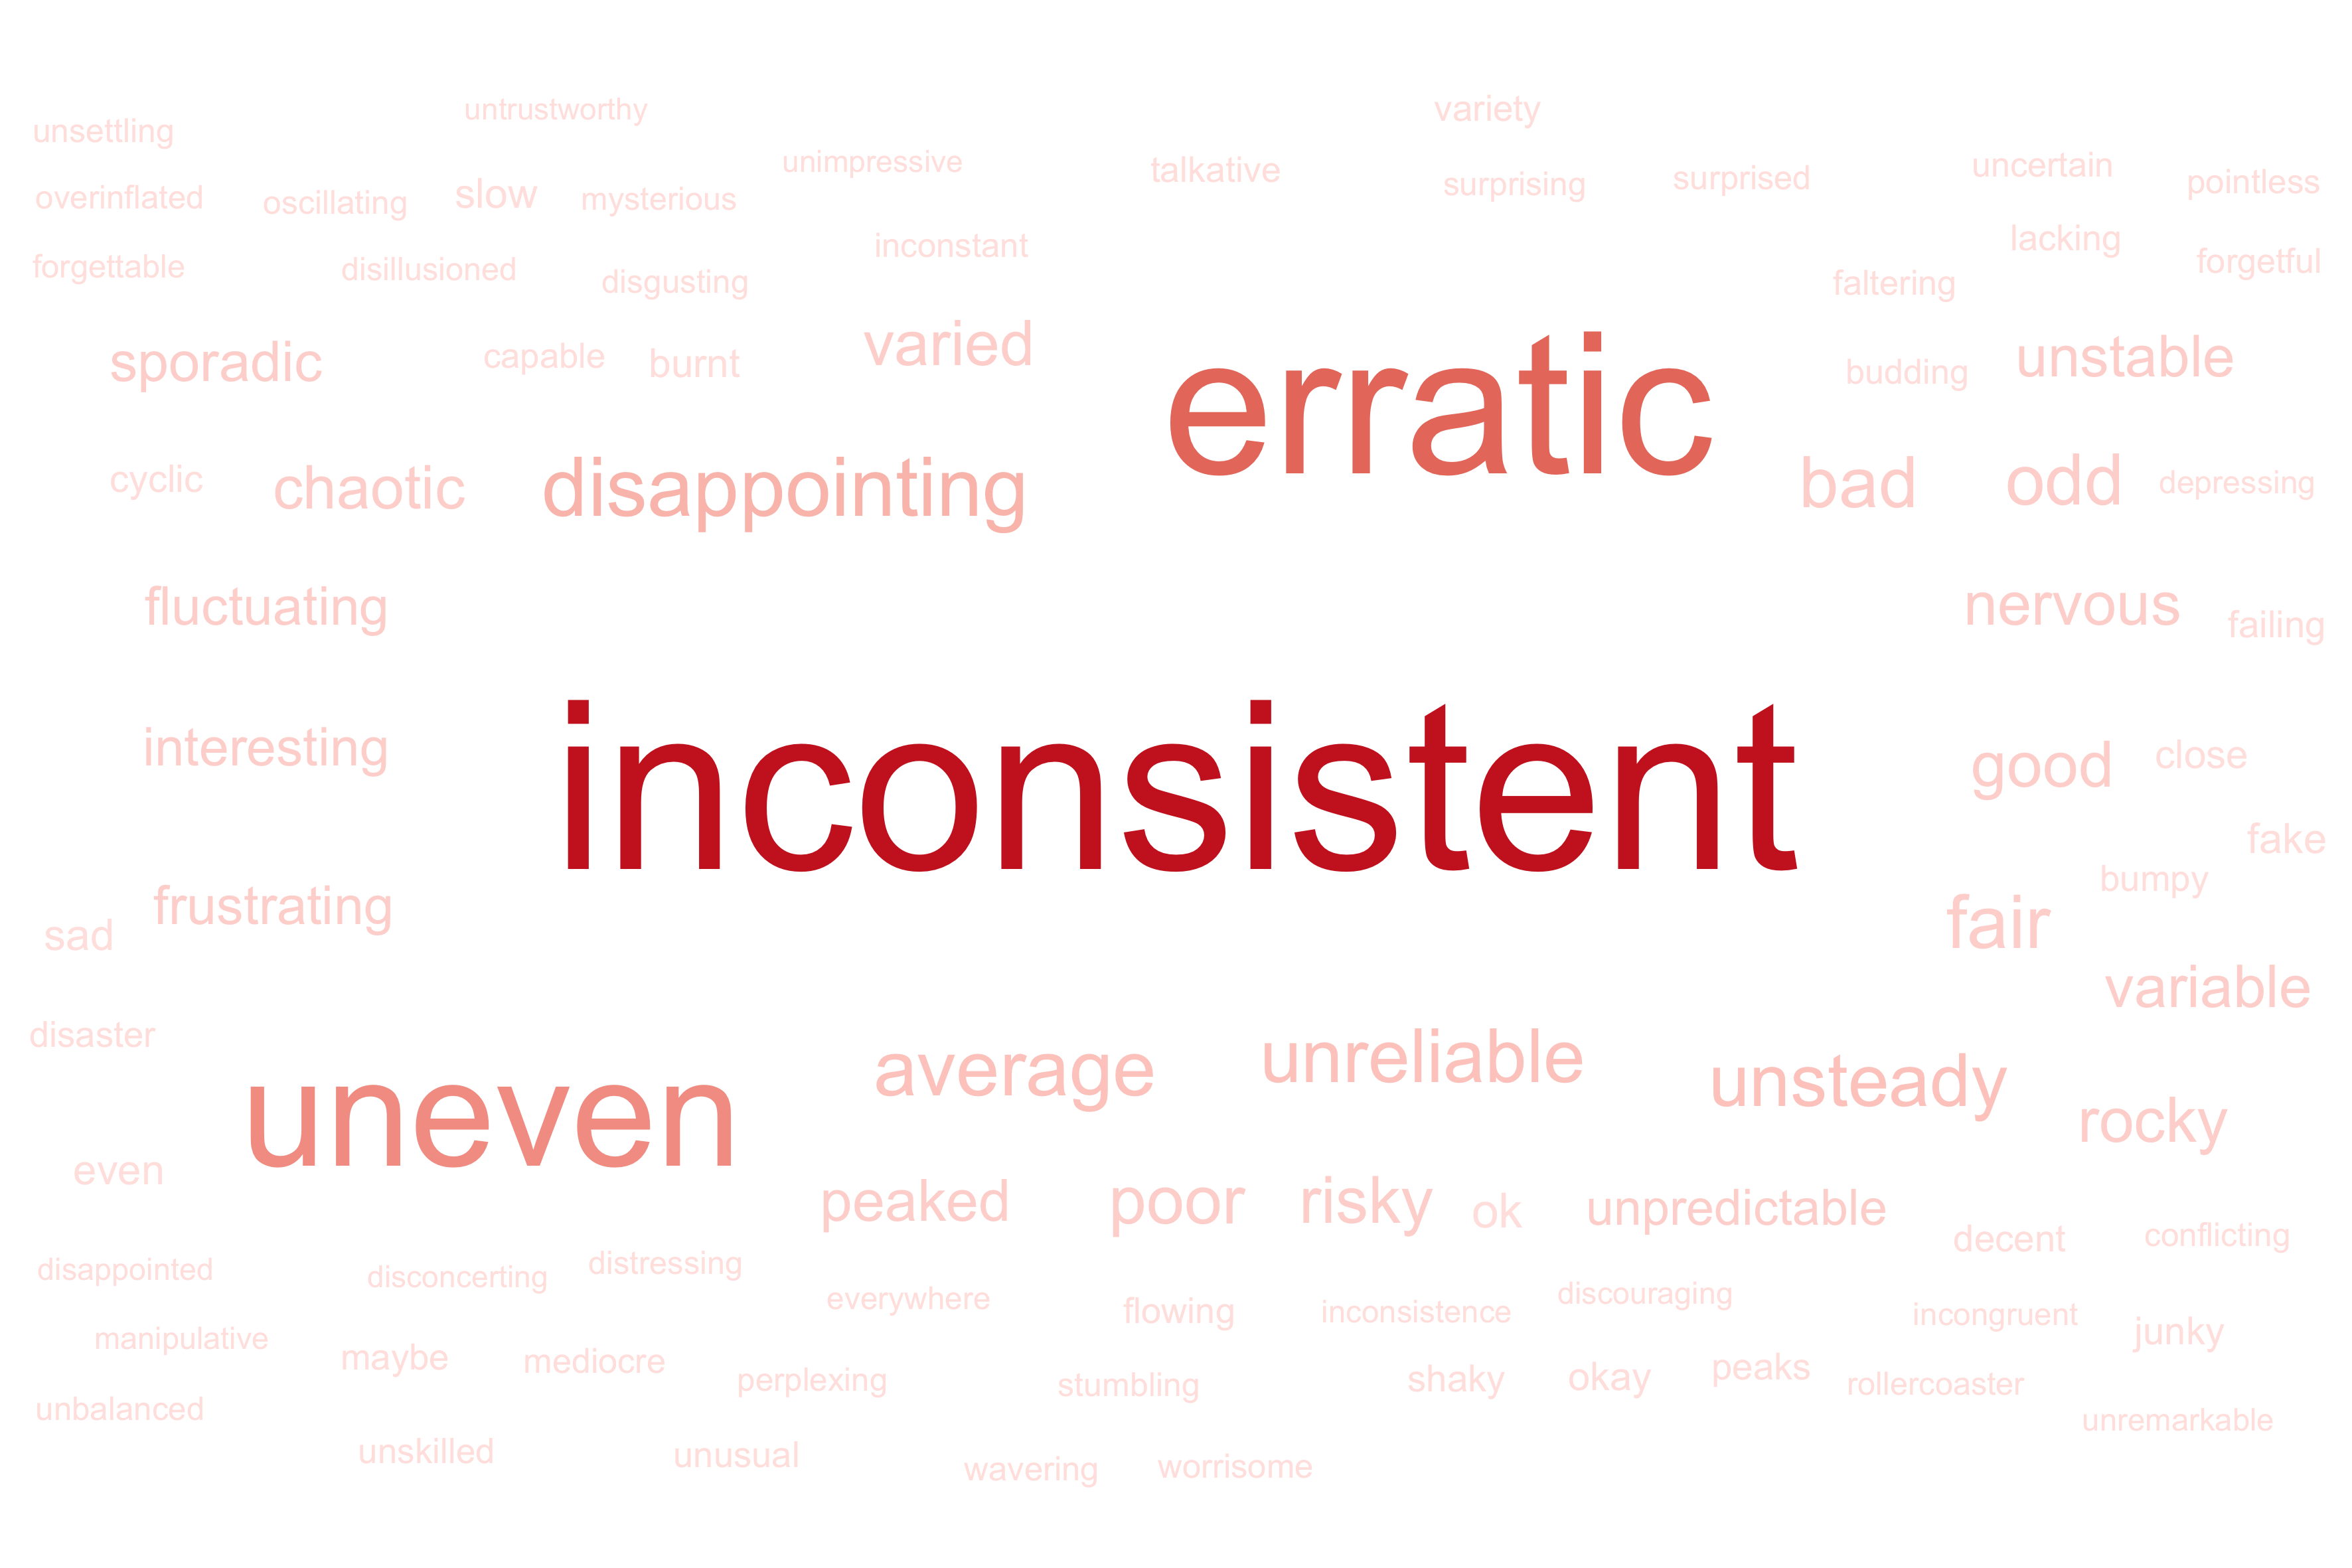 untrustworthy
variety
unsettling
unimpressive
talkative
surprising
surprised
uncertain
pointless
overinflated
oscillating
slow
mysterious
inconstant
lacking
forgetful
forgettable
disillusioned
disgusting
faltering
sporadic
capable
burnt
varied
erratic
budding
unstable
cyclic
chaotic
disappointing
bad
odd
depressing
fluctuating
nervous
failing
interesting
inconsistent
good
close
fake
bumpy
frustrating
sad
fair
variable
disaster
uneven
average
unreliable
unsteady
rocky
even
peaked
poor
risky
ok
unpredictable
decent
conflicting
disappointed
disconcerting
distressing
everywhere
flowing
inconsistence
discouraging
incongruent
junky
manipulative
maybe
mediocre
perplexing
stumbling
shaky
okay
peaks
rollercoaster
unbalanced
unremarkable
unskilled
unusual
wavering
worrisome